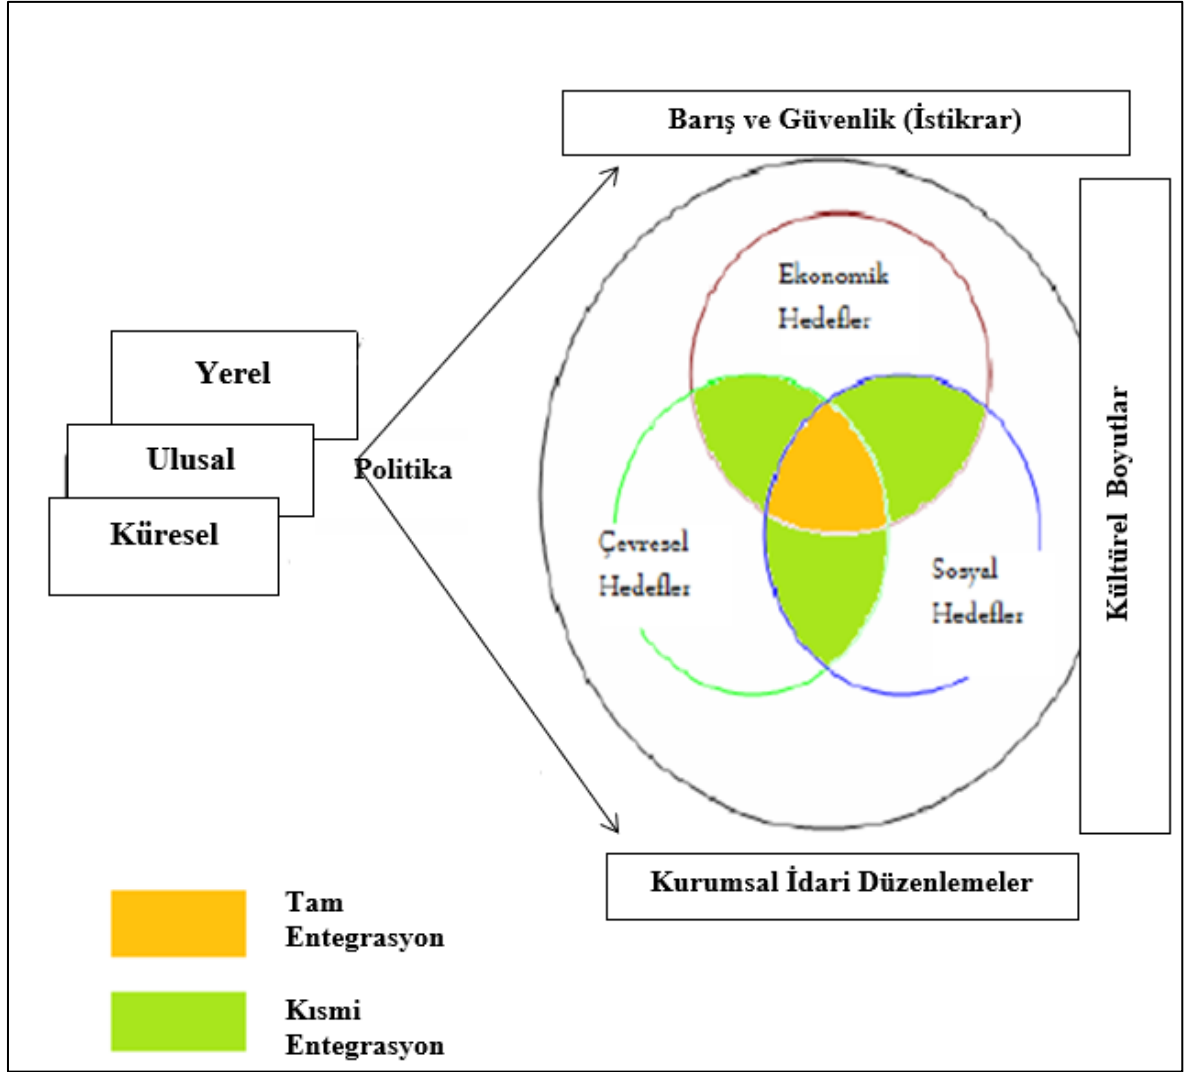 Barış ve Güvenlik (İstikrar)
Ekonomik
Hedefler
Yerel
Ulusal
Küresel
Politika
Çevresel
Hedefler
Sosyal
Hedefler
Kültürel Boyutlar
Kurumsal İdari Düzenlemeler
Tam
Entegrasyon
Kısmi
Entegrasyon